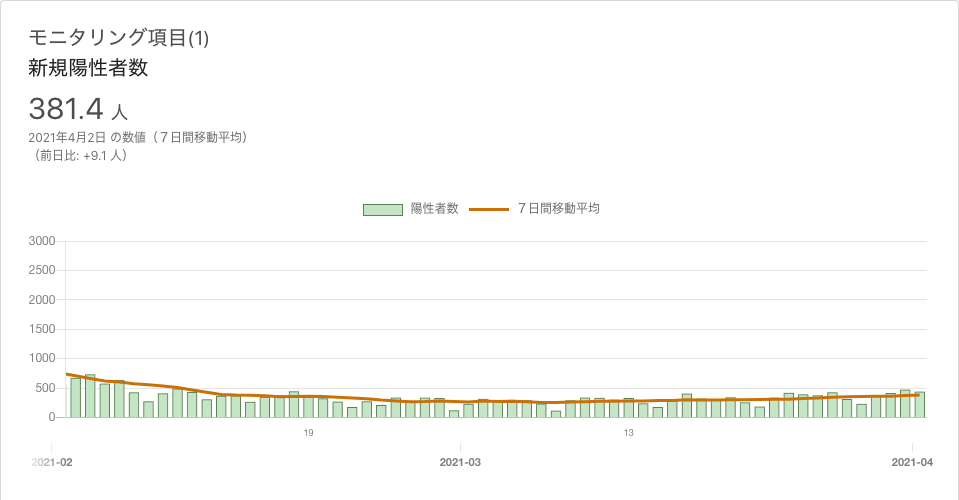 モニタリング項目(1)
新規陽性者数
381.4 人
2021年4月2日 の数値（７日間移動平均）
（前日比: +9.1 人）
陽性者数 ７日間移動平均
3000
2500
2000
1500
1000
500
0
19 13
2021-02 2021-03 2021-04